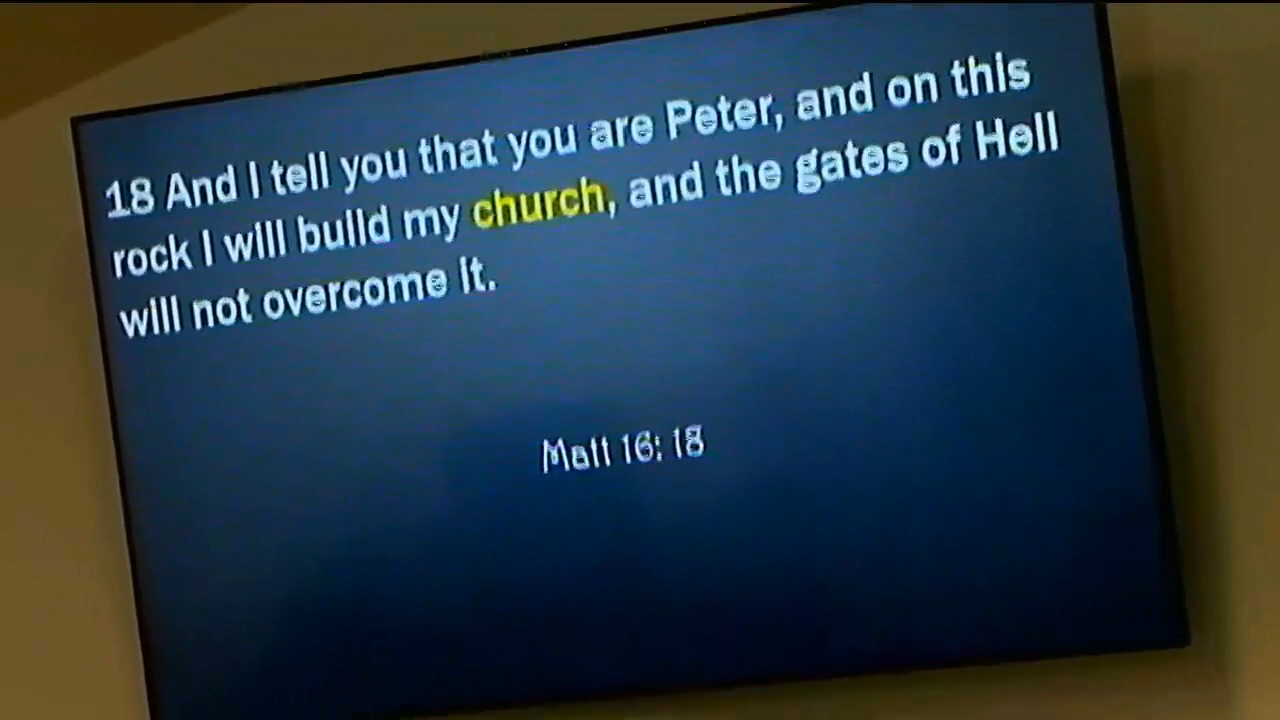 18 And I tell you that you are Peter, and on this
rock I will build my church, and the gates of Hell
will not overcome it.
Matt 16: 18